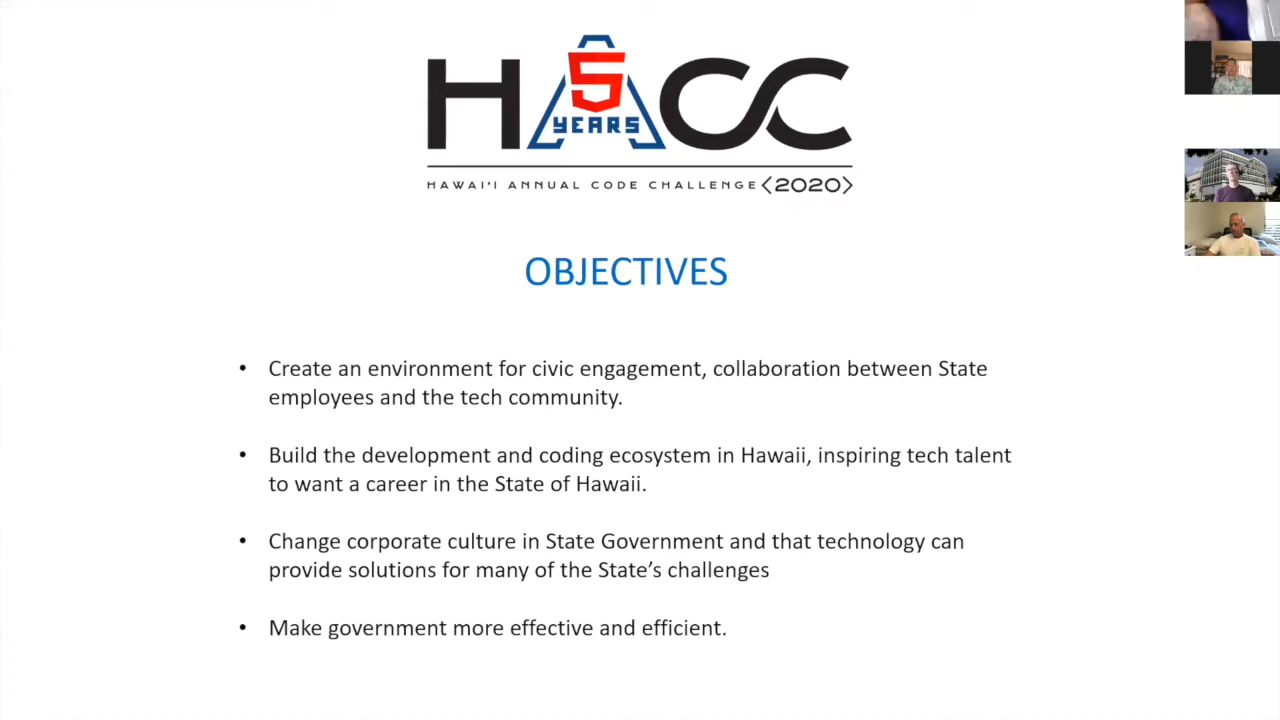 HACC
5
YEARS
HAWAI'I ANNUAL CODE CHALLENGE <2020>
OBJECTIVES
• Create an environment for civic engagement, collaboration between State
employees and the tech community.
• Build the development and coding ecosystem in Hawaii, inspiring tech talent
to want a career in the State of Hawaii.
• Change corporate culture in State Government and that technology can
provide solutions for many of the State’s challenges
• Make government more effective and efficient.